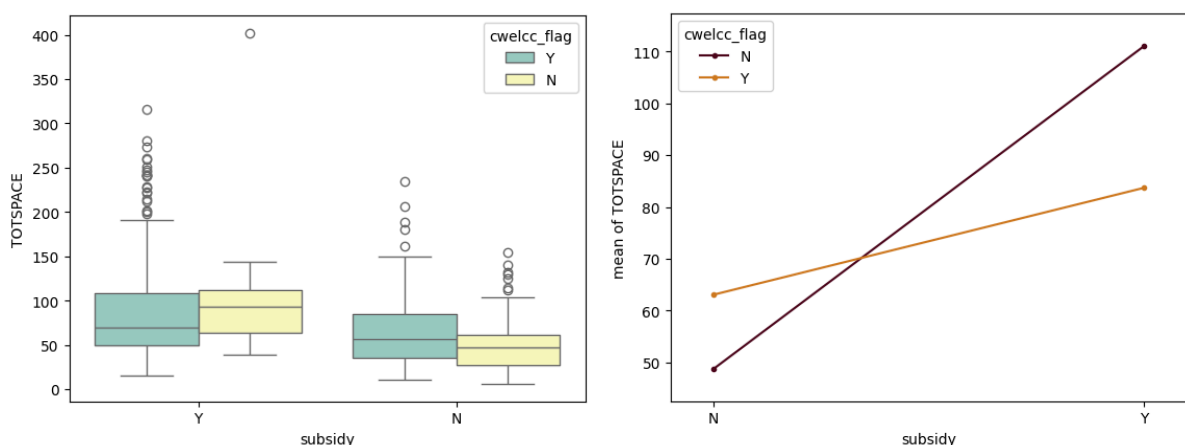 400
350
300
250
200
150
100
50
0
TOTSPACE
cwelcc_flag
Y
N
Y
N
subsidy
110
100
90
80
70
60
50
mean of TOTSPACE
cwelcc_flag
N
Y
N
Y
subsidy